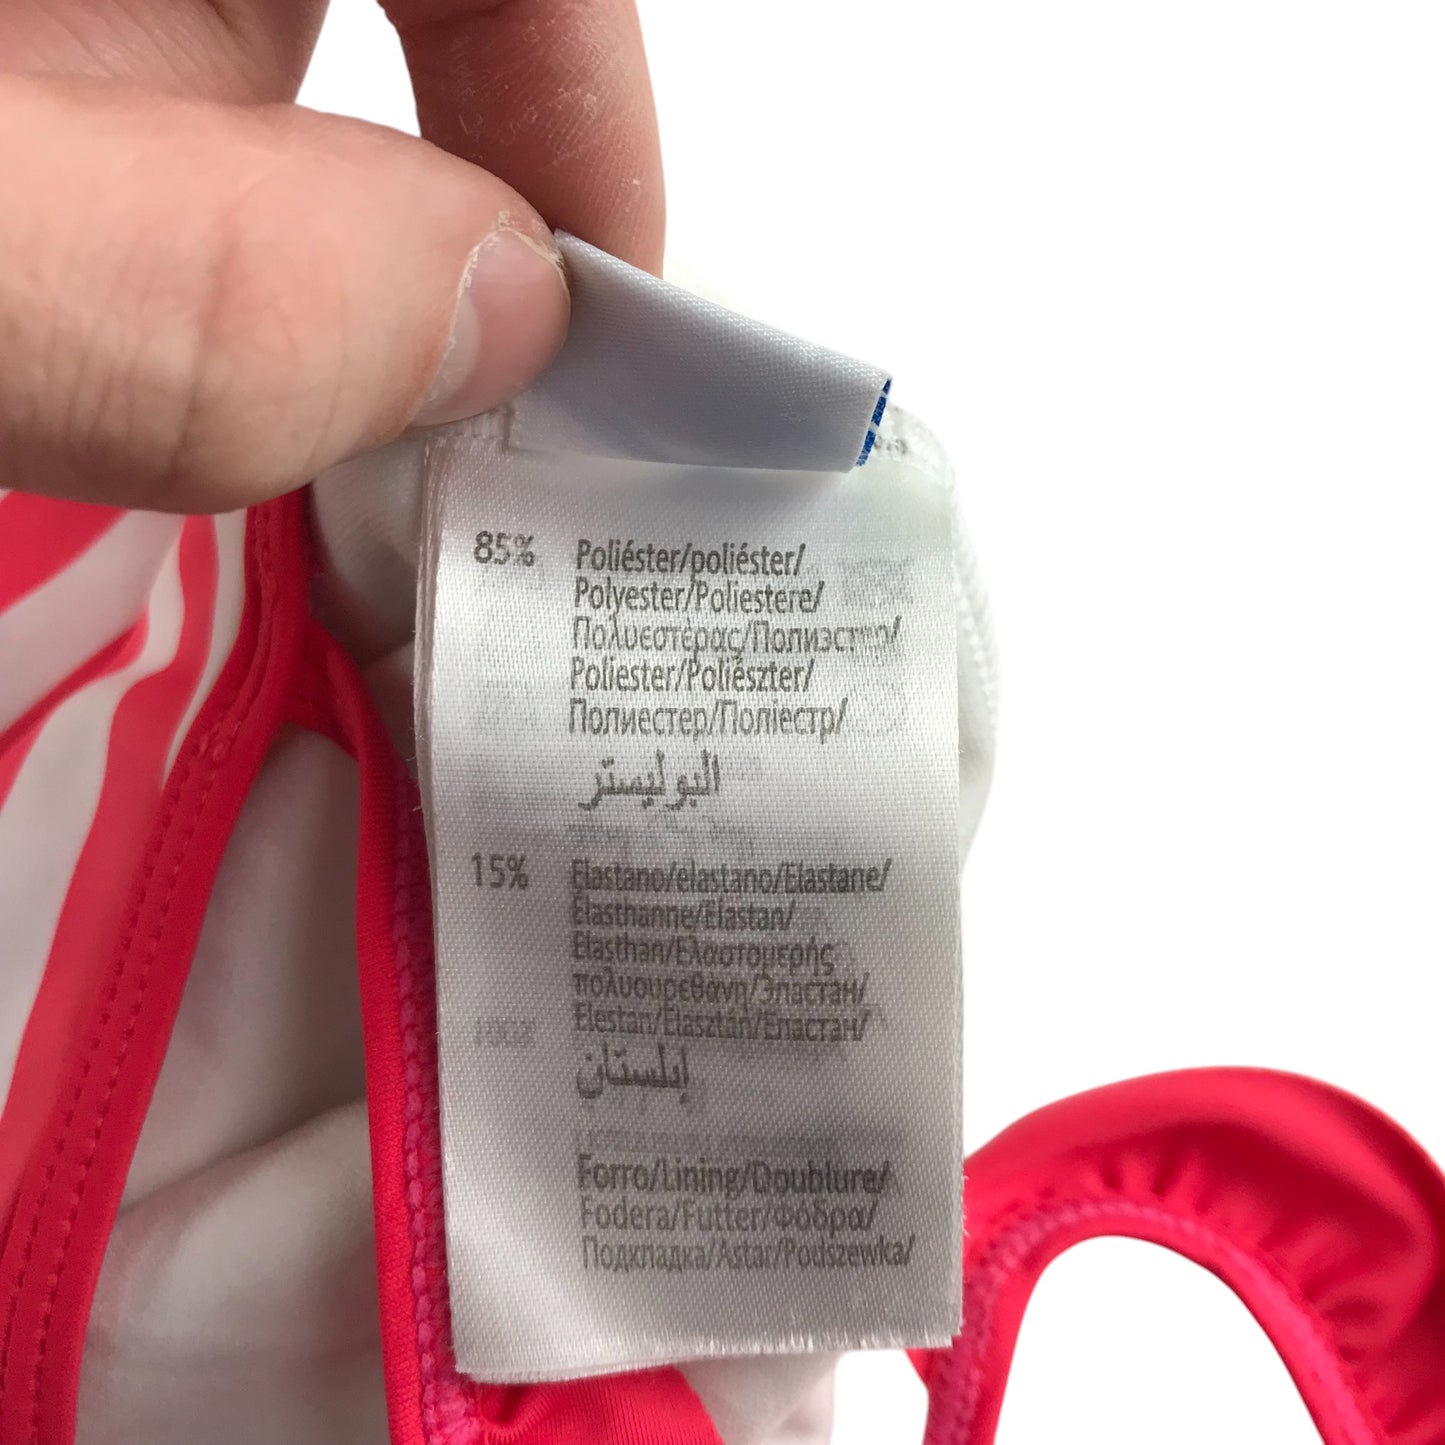 85% Poliéster/poliéster/
Polyester/Poliestere/
Πολυεστέρας/Полиэстер/
Poliester/Poliészter/
Полиестер/Поліестр/
البوليستر
15% Elastano/elastano/Elastane/
Élasthanne/Elastan/
Elasthan/Ελαστομερής
πολυουρεθάνη/Эластан/
Elestan/Elasztán/Еластан/
إيلستان
Forro/Lining/Doublure/
Fodera/Futter/Φόδρα/
Подкладка/Astar/Podszewka/